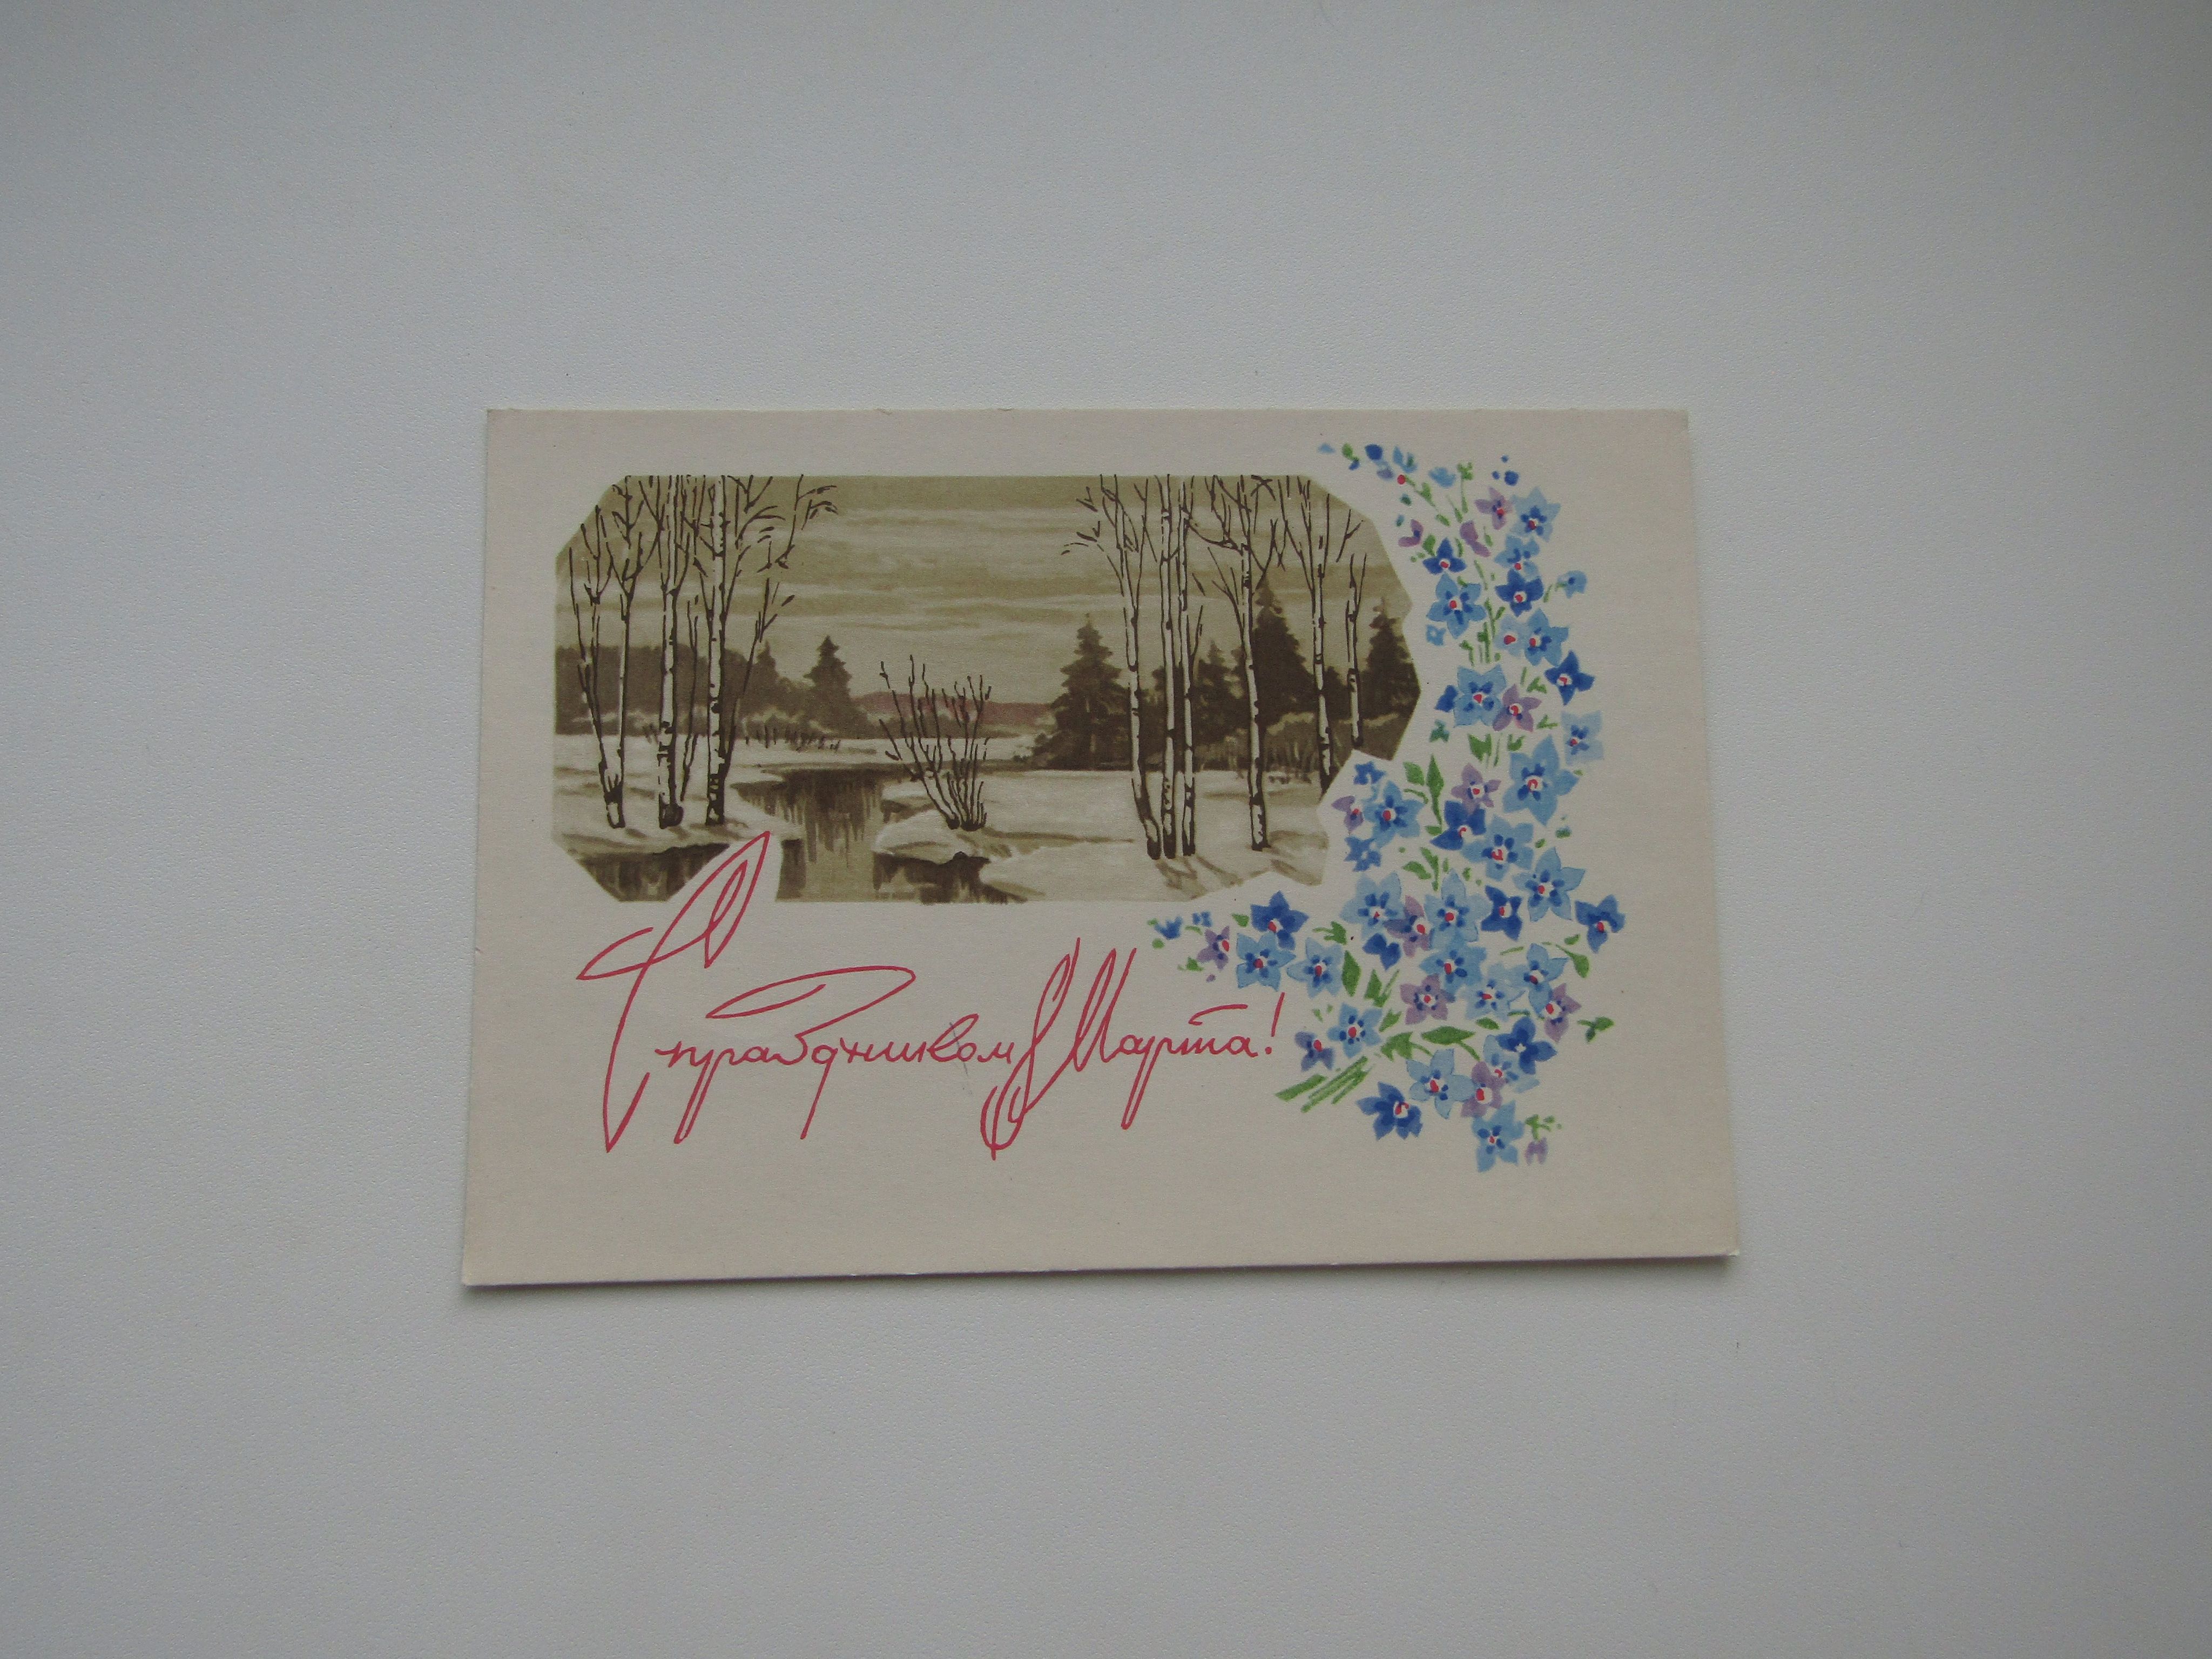 С праздником 8 Марта!